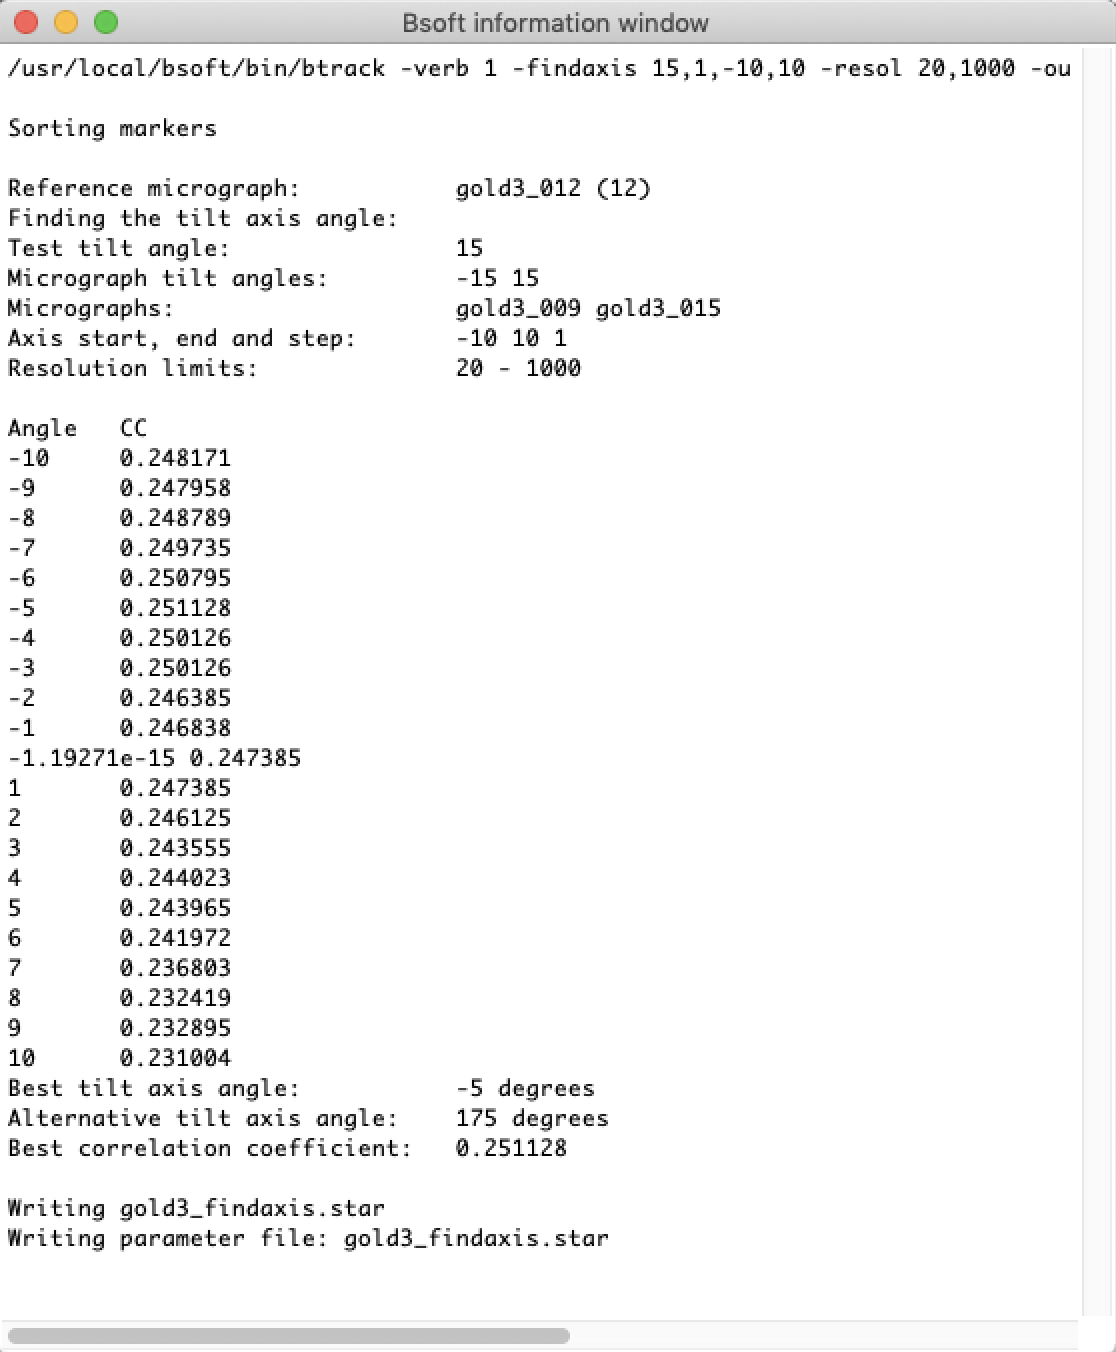 Bsoft information window
/usr/local/bsoft/bin/btrack -verb 1 -findaxis 15,1,-10,10 -resol 20,1000 -ou
Sorting markers
Reference micrograph: gold3_012 (12)
Finding the tilt axis angle:
Test tilt angle: 15
Micrograph tilt angles: -15 15
Micrographs: gold3_009 gold3_015
Axis start, end and step: -10 10 1
Resolution limits: 20 - 1000
Angle CC
-10 0.248171
-9 0.247958
-8 0.248789
-7 0.249735
-6 0.250795
-5 0.251128
-4 0.250126
-3 0.250126
-2 0.246385
-1 0.246838
-1.19271e-15 0.247385
1 0.247385
2 0.246125
3 0.243555
4 0.244023
5 0.243965
6 0.241972
7 0.236803
8 0.232419
9 0.232895
10 0.231004
Best tilt axis angle: -5 degrees
Alternative tilt axis angle: 175 degrees
Best correlation coefficient: 0.251128
Writing gold3_findaxis.star
Writing parameter file: gold3_findaxis.star